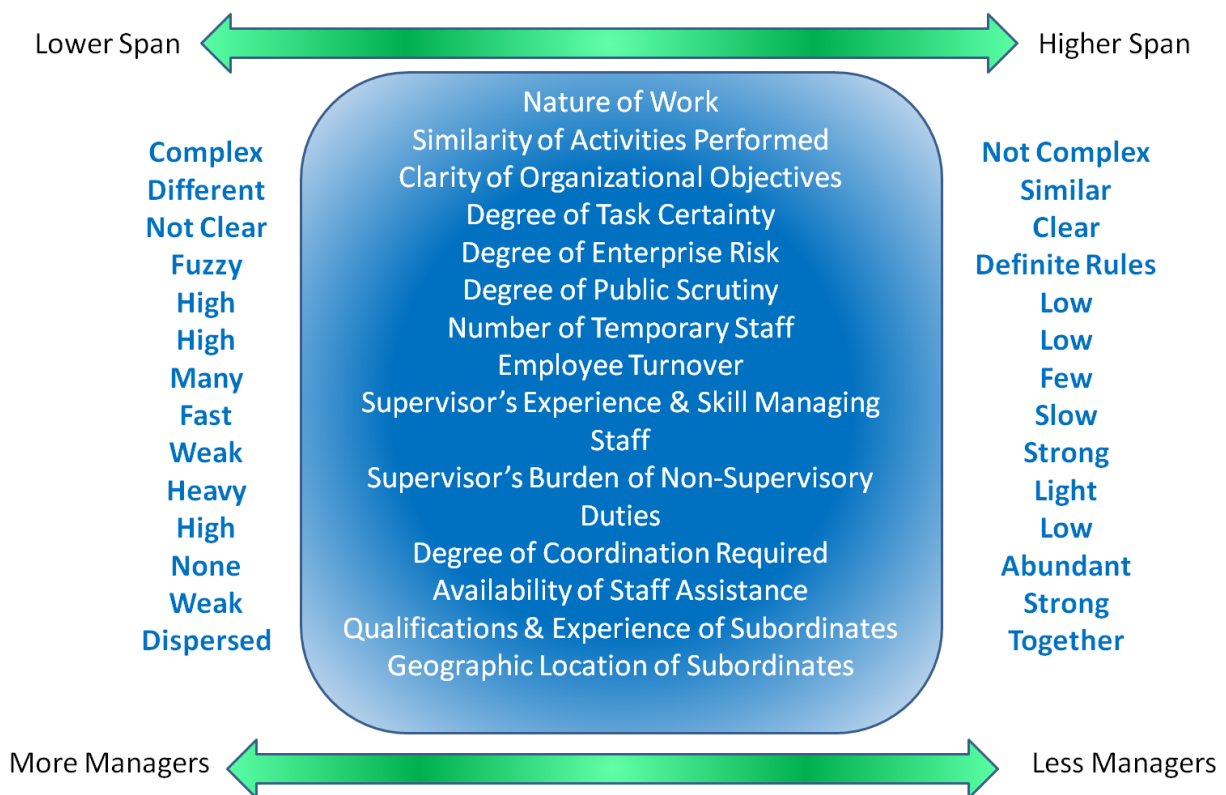 Lower Span
Higher Span
Nature of Work
Similarity of Activities Performed
Clarity of Organizational Objectives
Degree of Task Certainty
Degree of Enterprise Risk
Degree of Public Scrutiny
Number of Temporary Staff
Employee Turnover
Supervisor’s Experience & Skill Managing
Staff
Supervisor’s Burden of Non-Supervisory
Duties
Degree of Coordination Required
Availability of Staff Assistance
Qualifications & Experience of Subordinates
Geographic Location of Subordinates
Complex
Different
Not Clear
Fuzzy
High
High
Many
Fast
Weak
Heavy
High
None
Weak
Dispersed
Not Complex
Similar
Clear
Definite Rules
Low
Low
Few
Slow
Strong
Light
Low
Abundant
Strong
Together
More Managers
Less Managers